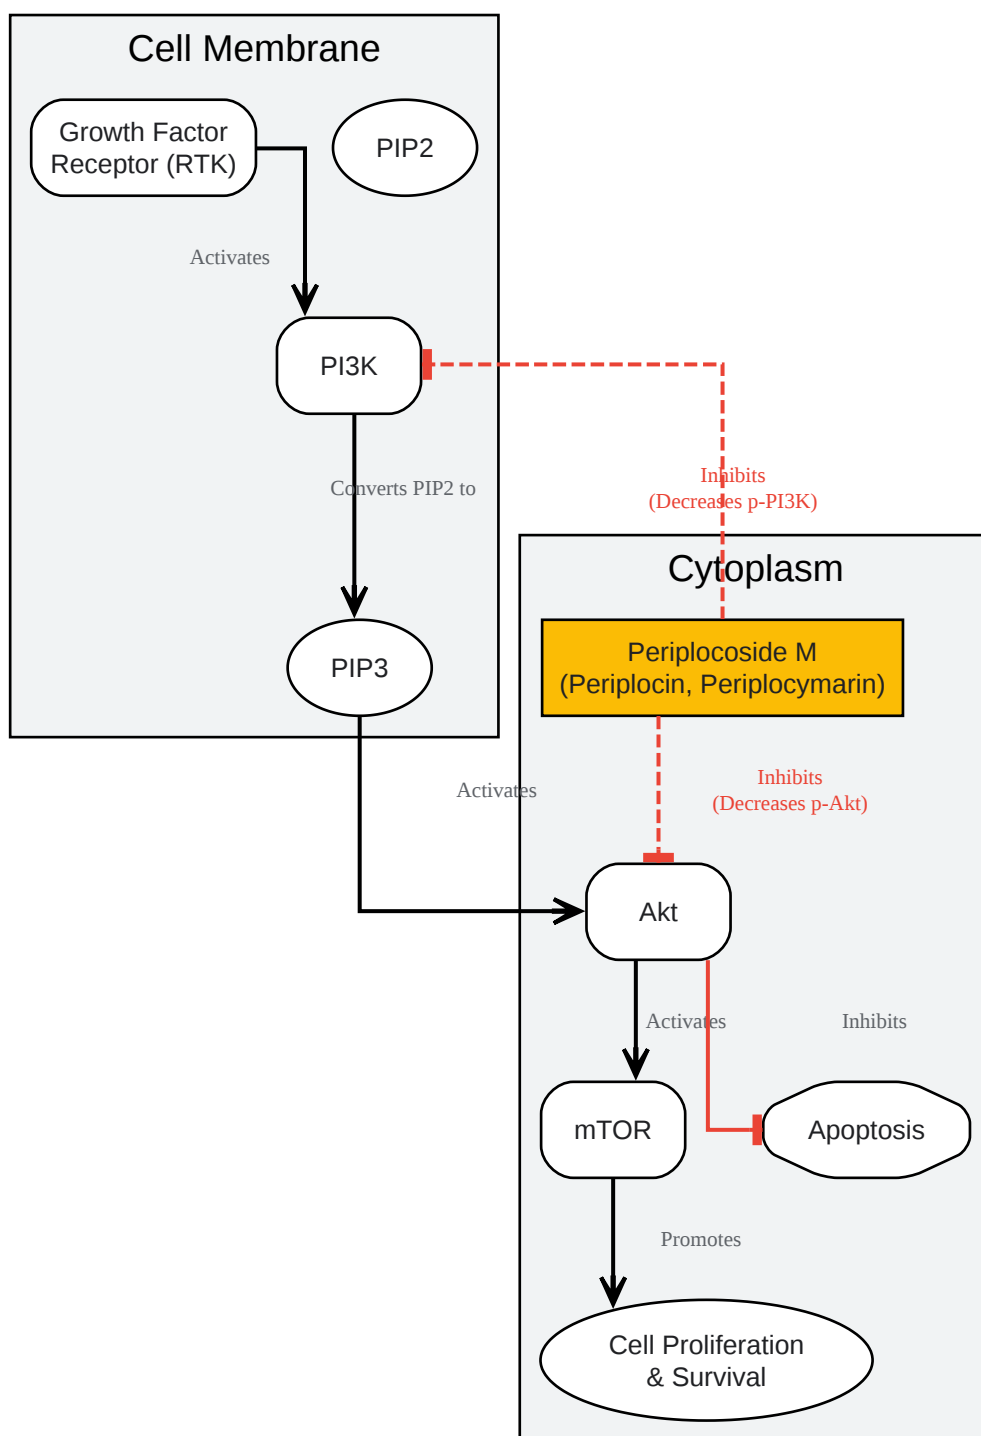 Cell Membrane
Growth Factor
Receptor (RTK)
PIP2
Activates
PI3K
Converts PIP2 to
Inhibits
(Decreases p-PI3K)
Cytoplasm
Periplocoside M
(Periplocin, Periplocymarin)
PIP3
Activates
Inhibits
(Decreases p-Akt)
Akt
Activates
Inhibits
mTOR
Apoptosis
Promotes
Cell Proliferation
& Survival